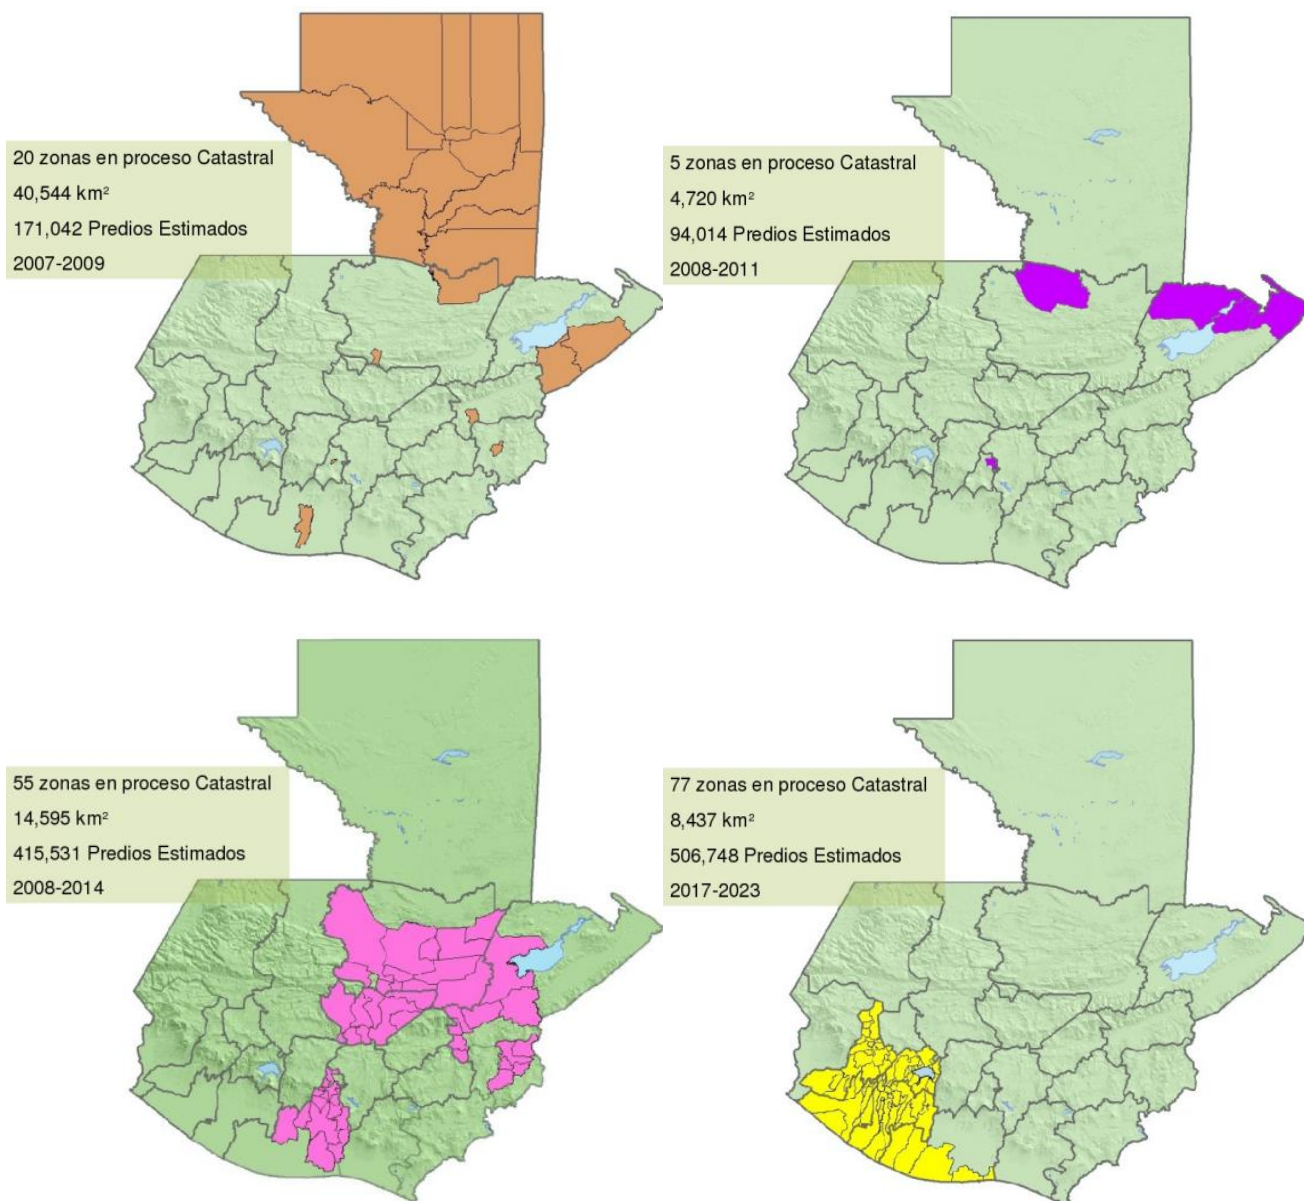 20 zonas en proceso Catastral
40,544 km²
171,042 Predios Estimados
2007-2009
5 zonas en proceso Catastral
4,720 km²
94,014 Predios Estimados
2008-2011
55 zonas en proceso Catastral
14,595 km²
415,531 Predios Estimados
2008-2014
77 zonas en proceso Catastral
8,437 km²
506,748 Predios Estimados
2017-2023